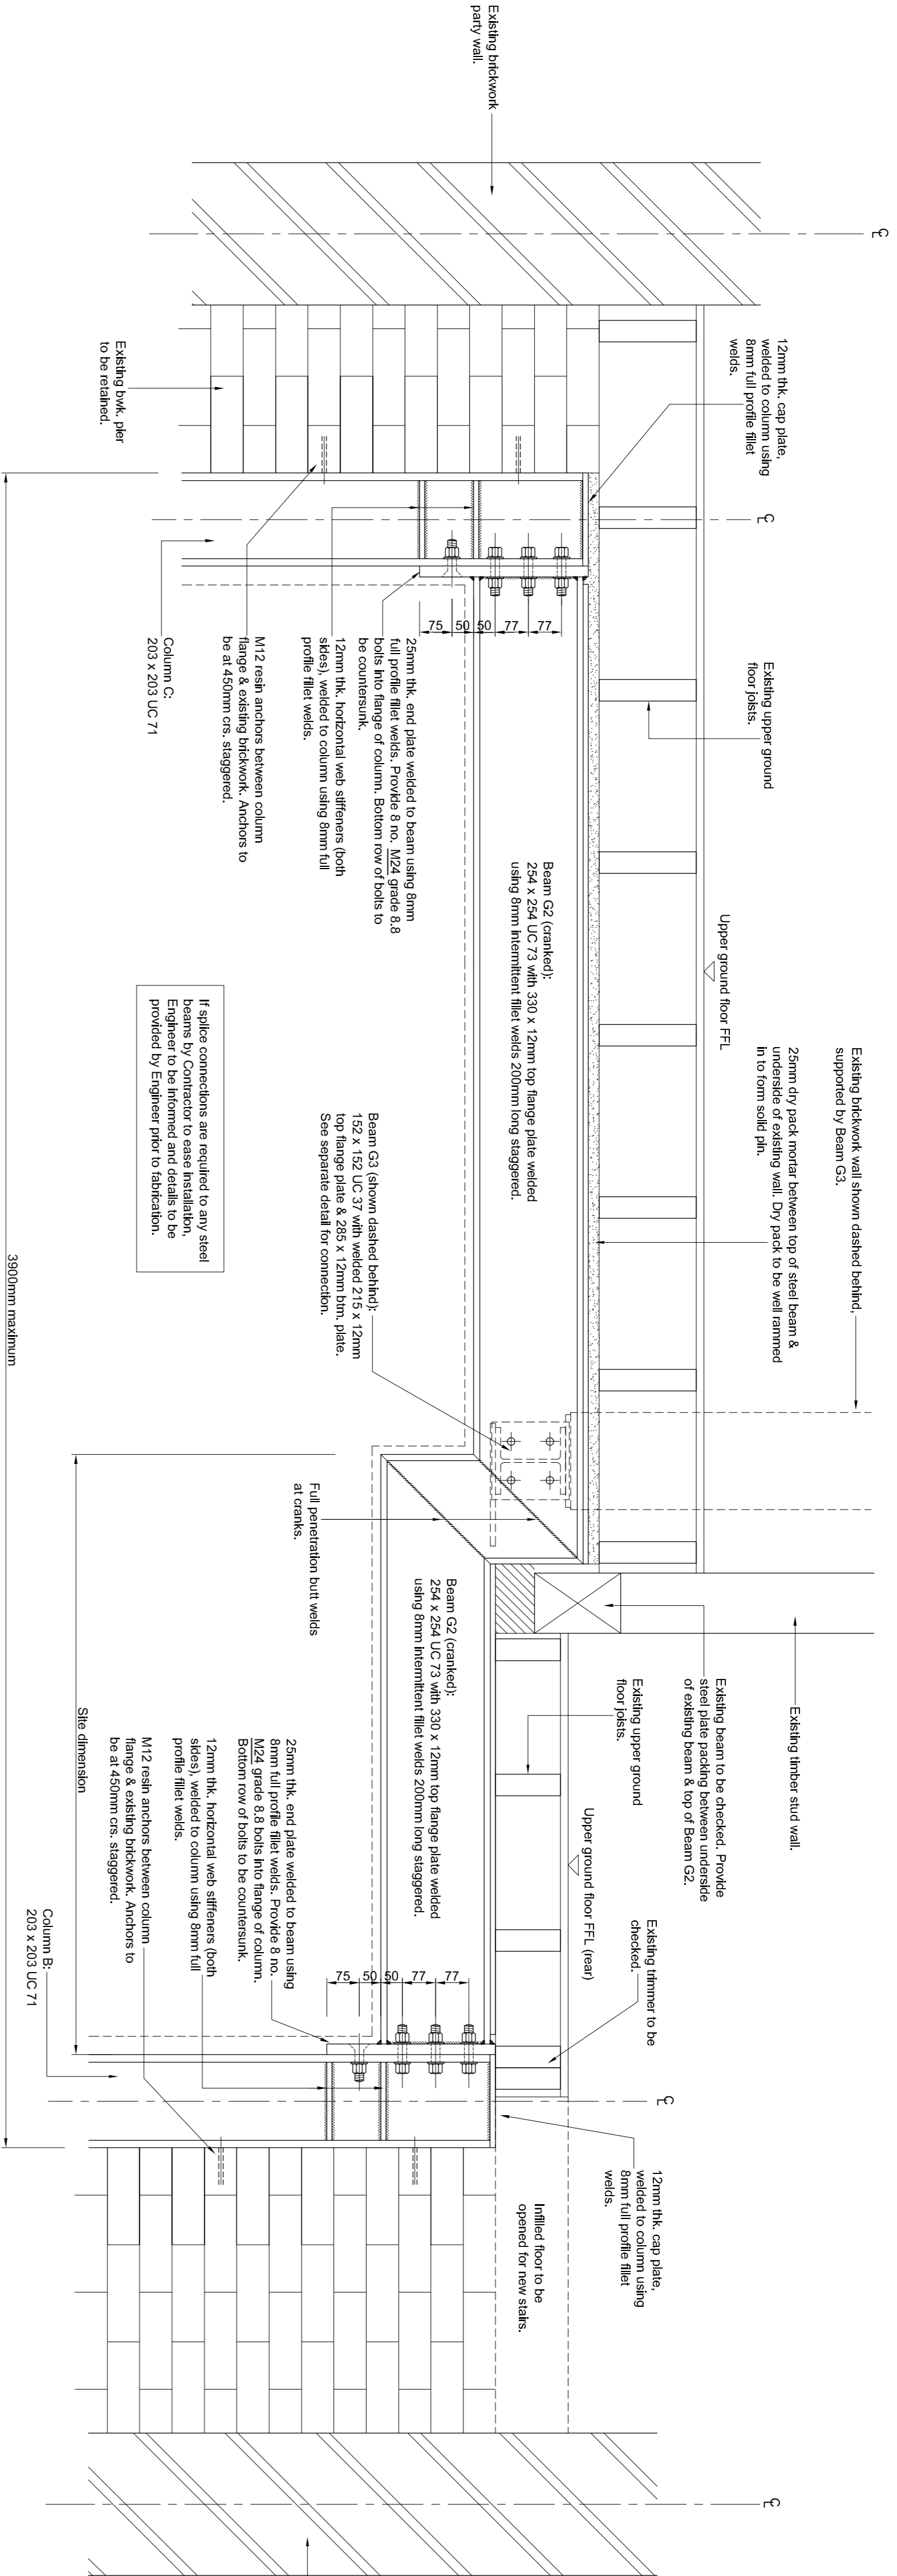 Existing brickwork
party wall.
℄
12mm thk. cap plate,
welded to column using
8mm full profile fillet
welds.
℄
Existing upper ground
floor joists.
Upper ground floor FFL
Existing brickwork wall shown dashed behind,
supported by Beam G3.
25mm dry pack mortar between top of steel beam &
underside of existing wall. Dry pack to be well rammed
in to form solid pin.
Existing timber stud wall.
Existing beam to be checked. Provide
steel plate packing between underside
of existing beam & top of Beam G2.
Existing upper ground
floor joists.
Upper ground floor FFL (rear)
Existing trimmer to be
checked.
℄
12mm thk. cap plate,
welded to column using
8mm full profile fillet
welds.
Infilled floor to be
opened for new stairs.
℄
Existing bwk. pier
to be retained.
75
50
50
77
77
Beam G2 (cranked):
254 x 254 UC 73 with 330 x 12mm top flange plate welded
using 8mm intermittent fillet welds 200mm long staggered.
25mm thk. end plate welded to beam using 8mm
full profile fillet welds. Provide 8 no. M24 grade 8.8
bolts into flange of column. Bottom row of bolts to
be countersunk.
12mm thk. horizontal web stiffeners (both
sides), welded to column using 8mm full
profile fillet welds.
M12 resin anchors between column
flange & existing brickwork. Anchors to
be at 450mm crs. staggered.
Column C:
203 x 203 UC 71
Beam G3 (shown dashed behind):
152 x 152 UC 37 with welded 215 x 12mm
top flange plate & 285 x 12mm btm. plate.
See separate detail for connection.
If splice connections are required to any steel
beams by Contractor to ease installation,
Engineer to be informed and details to be
provided by Engineer prior to fabrication.
Full penetration butt welds
at cranks.
Beam G2 (cranked):
254 x 254 UC 73 with 330 x 12mm top flange plate welded
using 8mm intermittent fillet welds 200mm long staggered.
75
50
50
77
77
25mm thk. end plate welded to beam using
8mm full profile fillet welds. Provide 8 no.
M24 grade 8.8 bolts into flange of column.
Bottom row of bolts to be countersunk.
12mm thk. horizontal web stiffeners (both
sides), welded to column using 8mm full
profile fillet welds.
M12 resin anchors between column
flange & existing brickwork. Anchors to
be at 450mm crs. staggered.
Column B:
203 x 203 UC 71
Site dimension
3900mm maximum